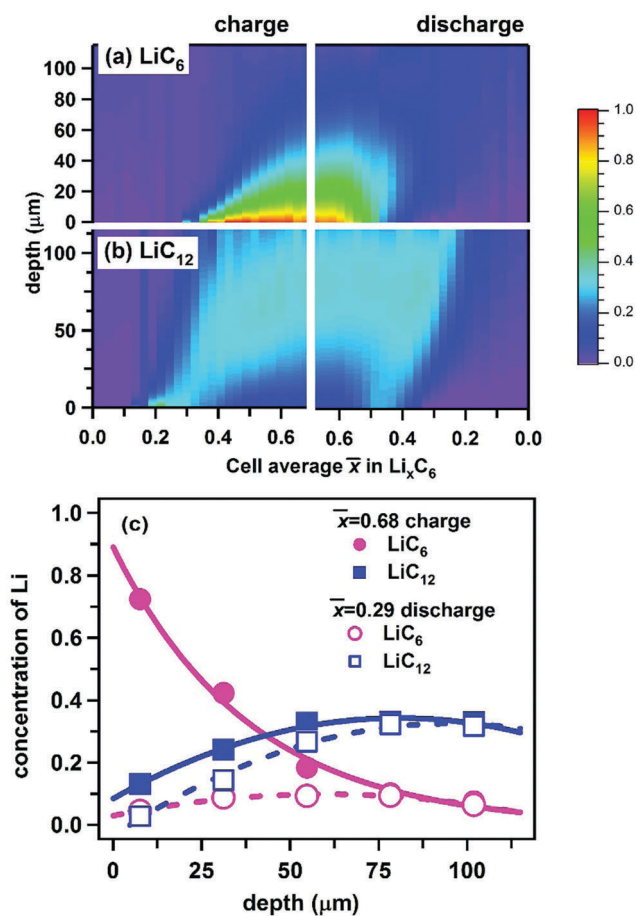 charge discharge
(a) LiC6
100
80
60
40
20
0
(b) LiC12
100
50
0
depth (μm)
0.0 0.2 0.4 0.6 0.6 0.4 0.2 0.0
Cell average x̅ in LixC6
1.0
0.8
0.6
0.4
0.2
0.0
(c)
x̅=0.68 charge
LiC6
LiC12
x̅=0.29 discharge
LiC6
LiC12
1.0
0.8
0.6
0.4
0.2
0.0
concentration of Li
0 25 50 75 100
depth (μm)